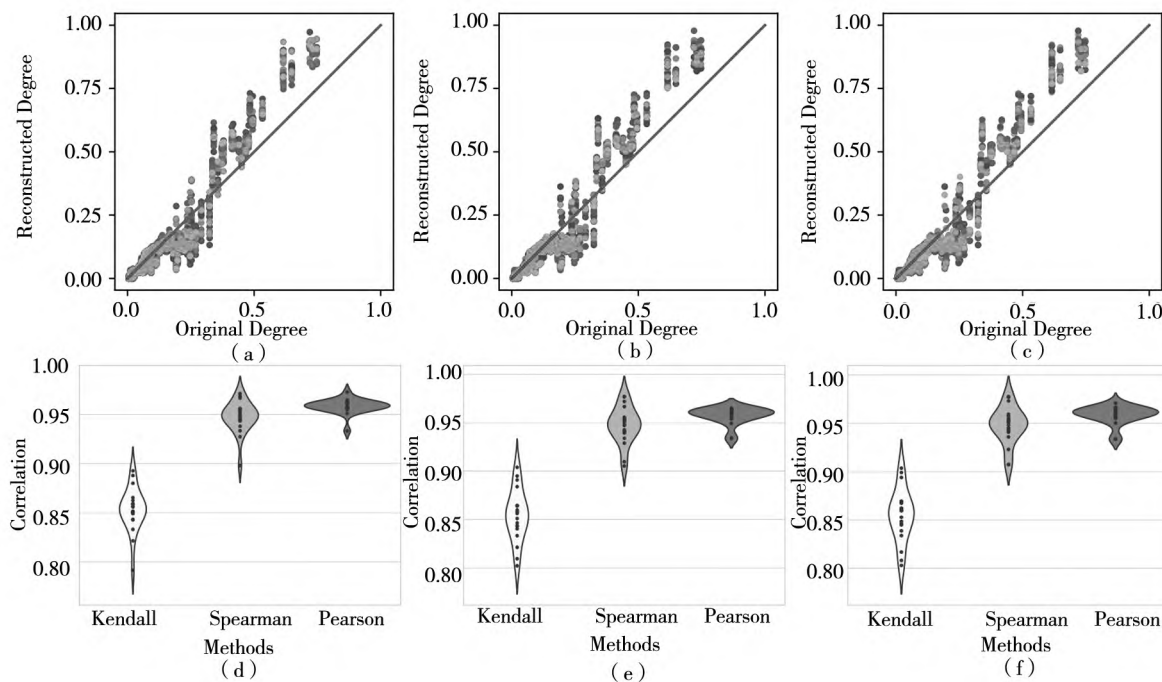 1.00
0.75
0.50
0.25
0.00
Reconstructed Degree
0.0
0.5
1.0
Original Degree
( a )
1.00
0.75
0.50
0.25
0.00
Reconstructed Degree
0.0
0.5
1.0
Original Degree
( b )
1.00
0.75
0.50
0.25
0.00
Reconstructed Degree
0.0
0.5
1.0
Original Degree
( c )
1.00
0.95
0.90
0.85
0.80
Correlation
Kendall
Spearman
Pearson
Methods
( d )
1.00
0.95
0.90
0.85
0.80
Correlation
Kendall
Spearman
Pearson
Methods
( e )
1.00
0.95
0.90
0.85
0.80
Correlation
Kendall
Spearman
Pearson
Methods
( f )